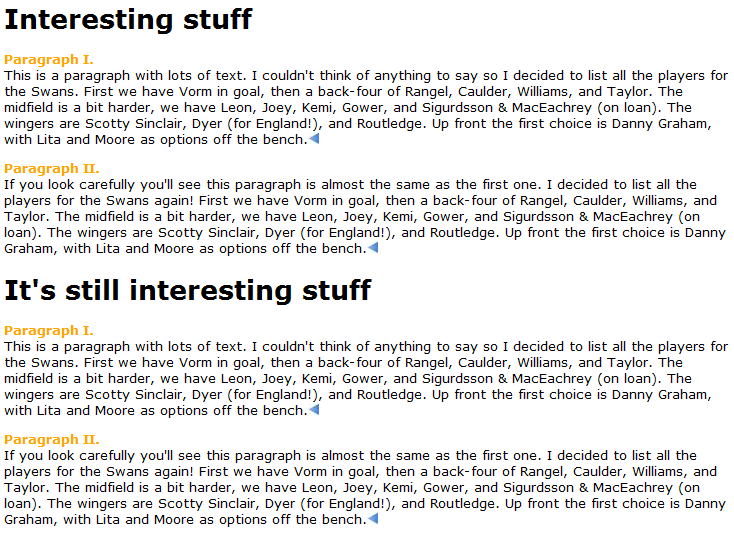 Interesting stuff
Paragraph I.
This is a paragraph with lots of text. I couldn't think of anything to say so I decided to list all the players for
the Swans. First we have Vorm in goal, then a back-four of Rangel, Caulder, Williams, and Taylor. The
midfield is a bit harder, we have Leon, Joey, Kemi, Gower, and Sigurdsson & MacEachrey (on loan). The
wingers are Scotty Sinclair, Dyer (for England!), and Routledge. Up front the first choice is Danny Graham,
with Lita and Moore as options off the bench.
Paragraph II.
If you look carefully you'll see this paragraph is almost the same as the first one. I decided to list all the
players for the Swans again! First we have Vorm in goal, then a back-four of Rangel, Caulder, Williams, and
Taylor. The midfield is a bit harder, we have Leon, Joey, Kemi, Gower, and Sigurdsson & MacEachrey (on
loan). The wingers are Scotty Sinclair, Dyer (for England!), and Routledge. Up front the first choice is Danny
Graham, with Lita and Moore as options off the bench.
It's still interesting stuff
Paragraph I.
This is a paragraph with lots of text. I couldn't think of anything to say so I decided to list all the players for
the Swans. First we have Vorm in goal, then a back-four of Rangel, Caulder, Williams, and Taylor. The
midfield is a bit harder, we have Leon, Joey, Kemi, Gower, and Sigurdsson & MacEachrey (on loan). The
wingers are Scotty Sinclair, Dyer (for England!), and Routledge. Up front the first choice is Danny Graham,
with Lita and Moore as options off the bench.
Paragraph II.
If you look carefully you'll see this paragraph is almost the same as the first one. I decided to list all the
players for the Swans again! First we have Vorm in goal, then a back-four of Rangel, Caulder, Williams, and
Taylor. The midfield is a bit harder, we have Leon, Joey, Kemi, Gower, and Sigurdsson & MacEachrey (on
loan). The wingers are Scotty Sinclair, Dyer (for England!), and Routledge. Up front the first choice is Danny
Graham, with Lita and Moore as options off the bench.